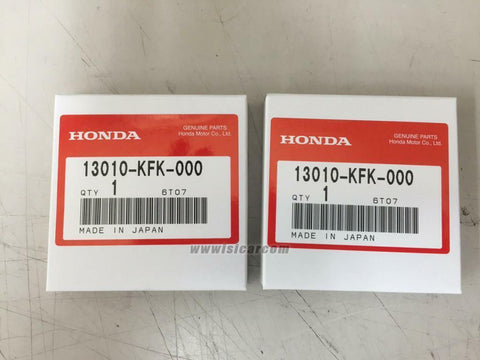 GENUINE PARTS
Honda Motor Co., Ltd.
HONDA
13010-KFK-000
QTY 1 6T07
MADE IN JAPAN
GENUINE PARTS
Honda Motor Co., Ltd.
HONDA
13010-KFK-000
QTY 1 6T07
MADE IN JAPAN
www.isicar.com